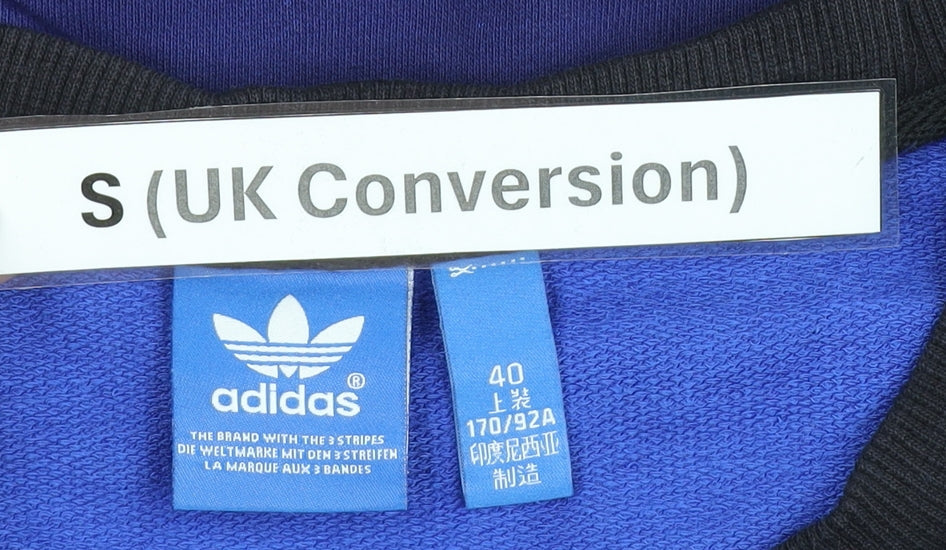 S (UK Conversion)
adidas®
THE BRAND WITH THE 3 STRIPES
DIE WELTMARKE MIT DEN 3 STREIFEN
LA MARQUE AUX 3 BANDES
40
上装
170/92A
印度尼西亚
制造